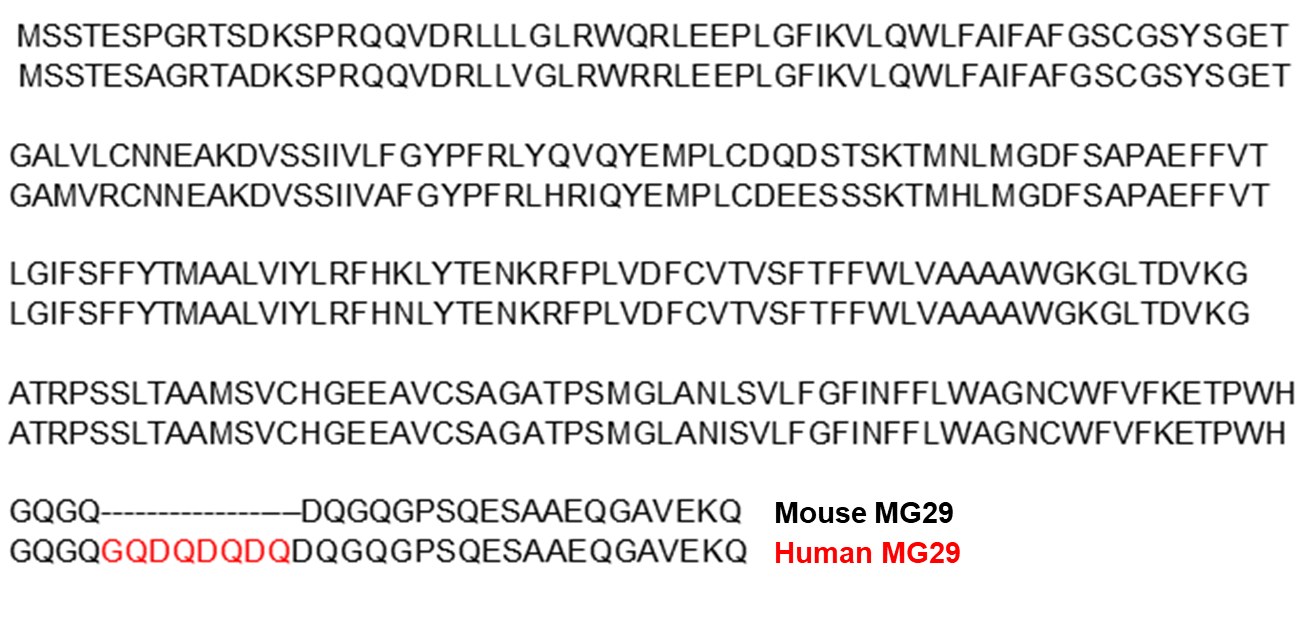 MSSTESPGRTSDKSPRQQVDRLLLGLRWQRLEEPLGFIKVLQWLFAIFAFGSCGSYSGET
MSSTESAGRTADKSPRQQVDRLLVGLRWRRLEEPLGFIKVLQWLFAIFAFGSCGSYSGET
GALVLCNNEAKDVSSIIVLFGYPFRLYQVQYEMPLCDQDSTSKTMNLMGDFSAPAEFFVT
GAMVRCNNEAKDVSSIIVAFGYPFRLHRIQYEMPLCDEESSSKTMHLMGDFSAPAEFFVT
LGIFSFFYTMAALVIYLRFHKLYTENKRFPLVDFCVTVSFTFFWLVAAAAWGKGLTDVKG
LGIFSFFYTMAALVIYLRFHNLYTENKRFPLVDFCVTVSFTFFWLVAAAAWGKGLTDVKG
ATRPSSLTAAMSVCHGEEAVCSAGATPSMGLANLSVLFGFINFFLWAGNCWFVFKETPWH
ATRPSSLTAAMSVCHGEEAVCSAGATPSMGLANISVLFGFINFFLWAGNCWFVFKETPWH
GQGQ------------------DQGQGPSQESAAEQGAVEKQ Mouse MG29
GQGQGQDQDQDQDQGQGPSQESAAEQGAVEKQ Human MG29